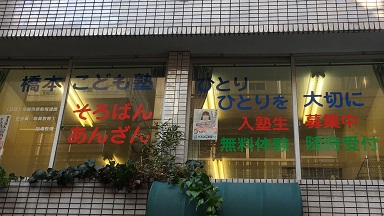 橋本 こども塾
そろばん
あんざん
ひとり
ひとりを 大切に
入塾生 募集中
無料体験 随時受付